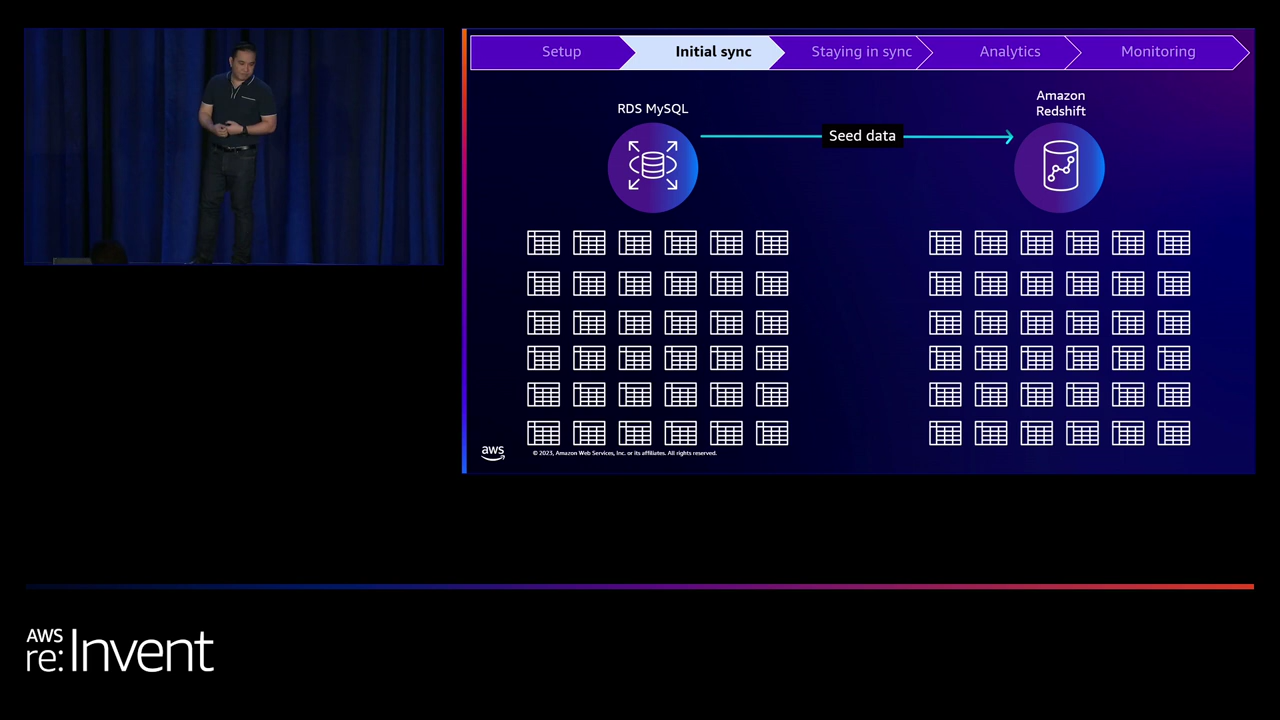 Setup
Initial sync
Staying in sync
Analytics
Monitoring
RDS MySQL
Amazon
Redshift
Seed data
aws
© 2023, Amazon Web Services, Inc. or its affiliates. All rights reserved.
AWS
re:Invent